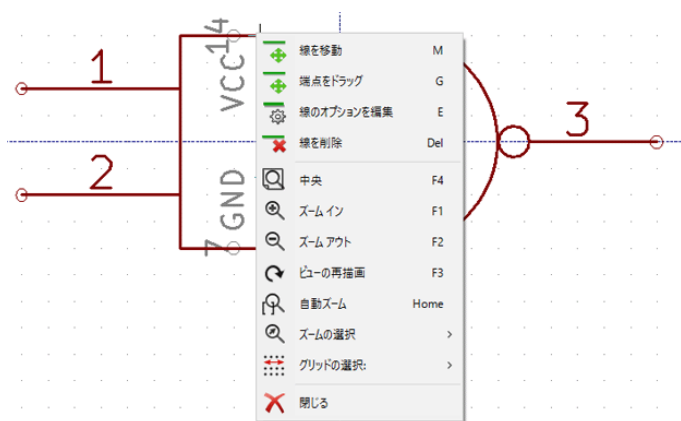 14
1
VCC
2
GND
7
3
線を移動 M
端点をドラッグ G
線のオプションを編集 E
線を削除 Del
中央 F4
ズーム イン F1
ズーム アウト F2
ビューの再描画 F3
自動ズーム Home
ズームの選択 >
グリッドの選択: >
閉じる